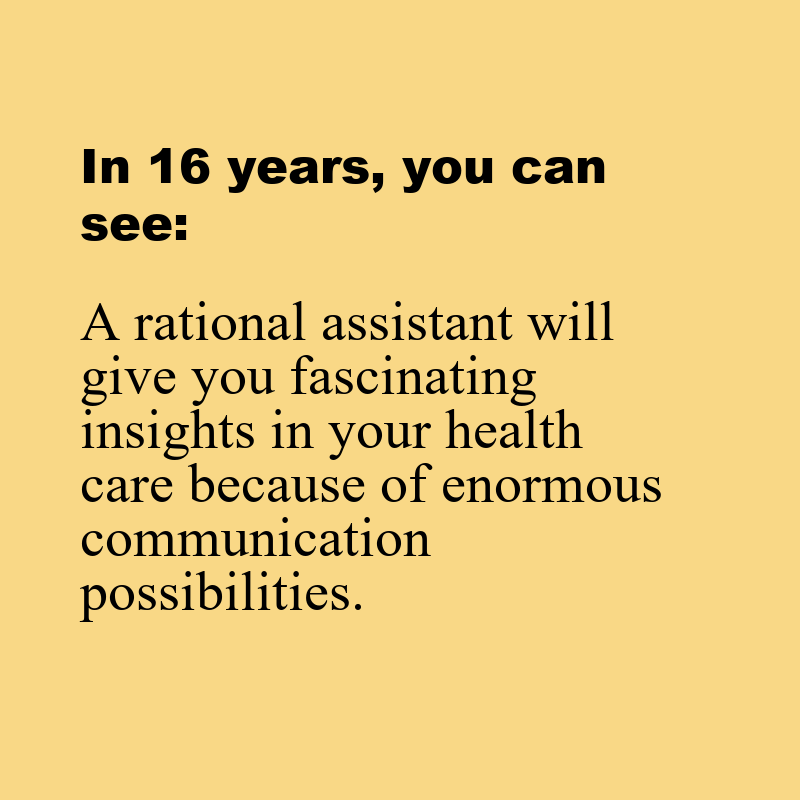 In 16 years, you can
see:
A rational assistant will
give you fascinating
insights in your health
care because of enormous
communication
possibilities.